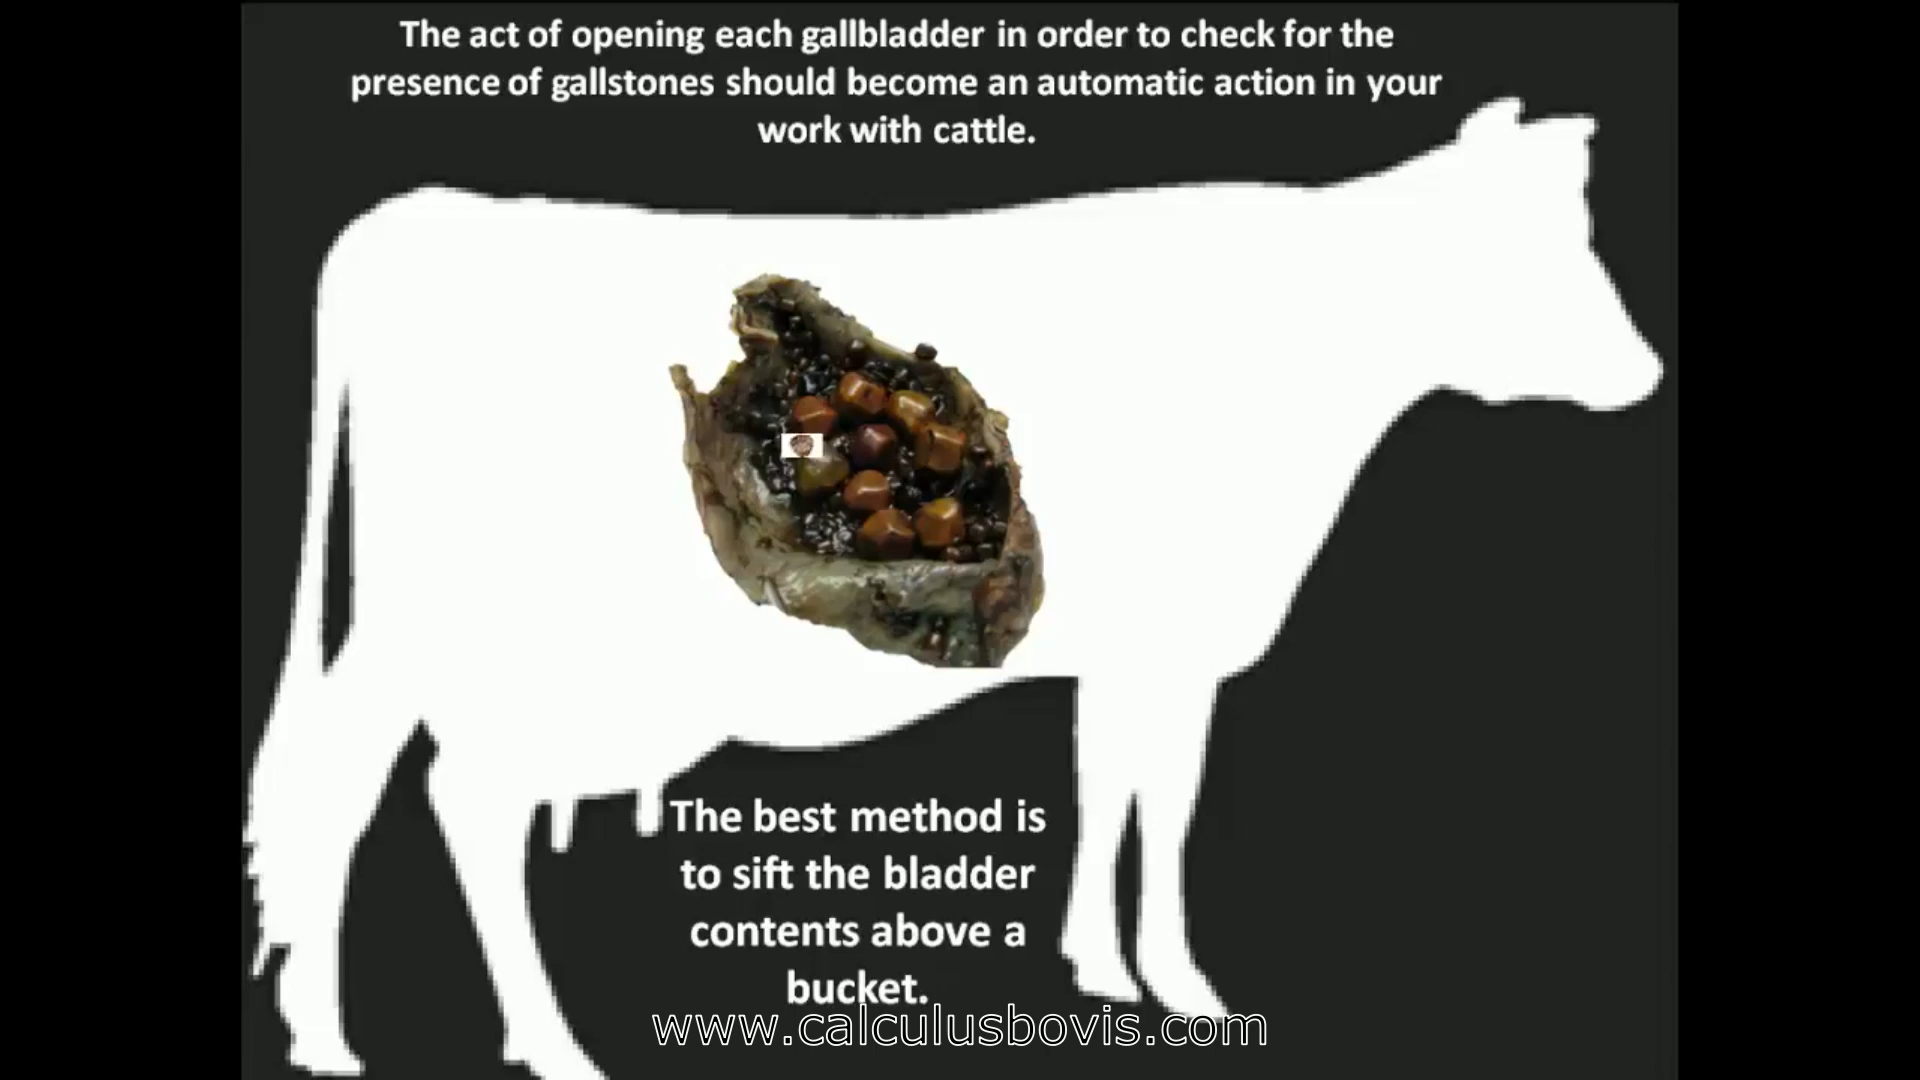 The act of opening each gallbladder in order to check for the
presence of gallstones should become an automatic action in your
work with cattle.
The best method is
to sift the bladder
contents above a
bucket.
www.calculusbovis.com